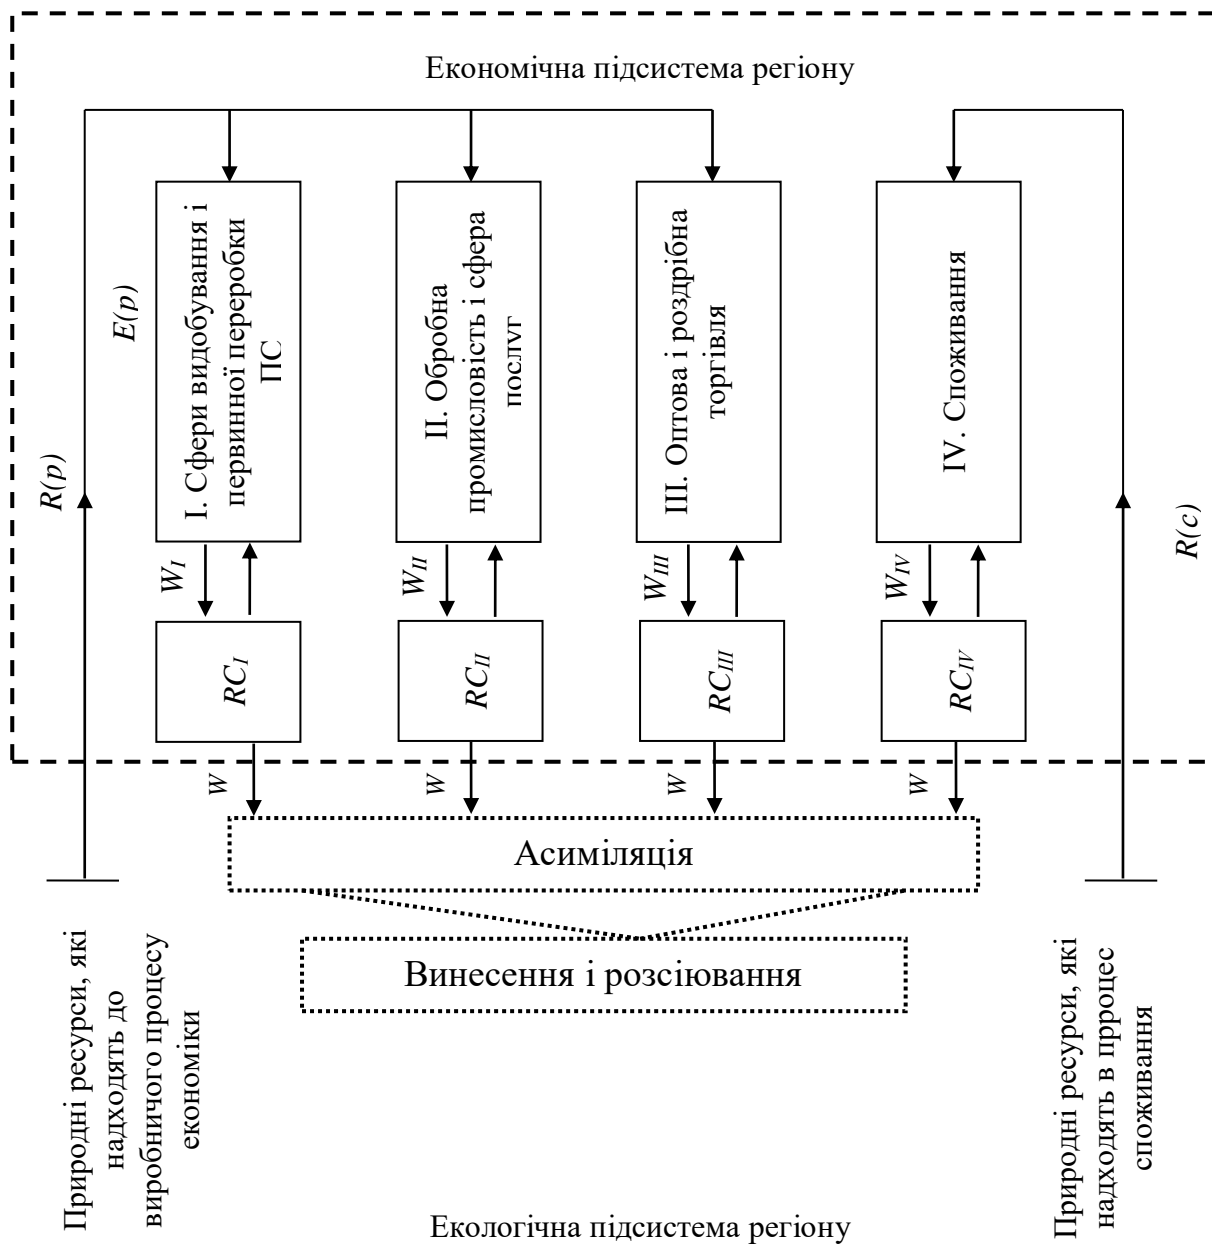 Економічна підсистема регіону
R(p)
E(p)
I. Сфери видобування і
первинної переробки
ПС
II. Обробна
промисловість і сфера
послуг
III. Оптова і роздрібна
торгівля
IV. Споживання
R(c)
W_I
W_II
W_III
W_IV
RC_I
RC_II
RC_III
RC_IV
W
W
W
W
Асиміляція
Винесення і розсіювання
Природні ресурси, які
надходять до
виробничого процесу
економіки
Природні ресурси, які
надходять в прроцес
споживання
Екологічна підсистема регіону